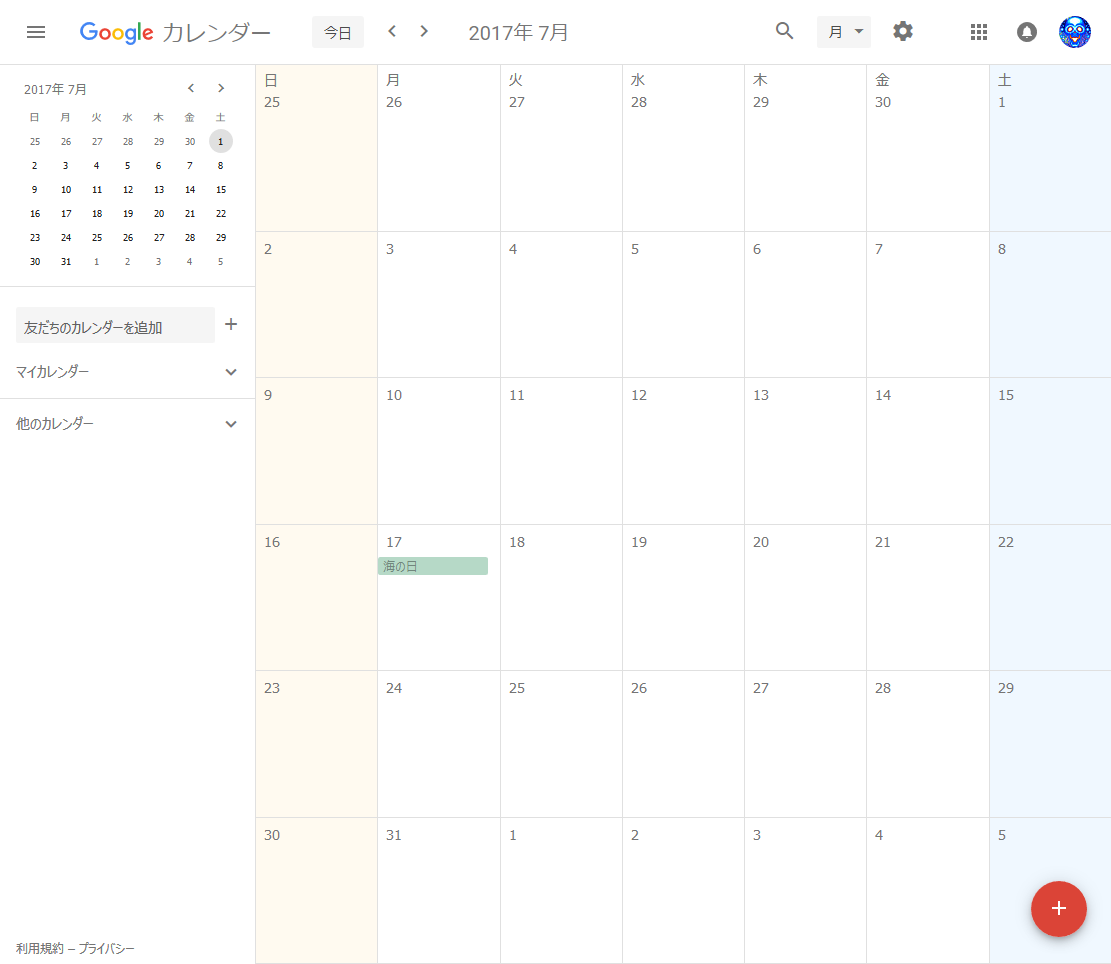 Google カレンダー 今日 2017年 7月 月
2017年 7月
日 月 火 水 木 金 土
25 26 27 28 29 30 1
2 3 4 5 6 7 8
9 10 11 12 13 14 15
16 17 18 19 20 21 22
23 24 25 26 27 28 29
30 31 1 2 3 4 5
友だちのカレンダーを追加
マイカレンダー
他のカレンダー
利用規約 – プライバシー
日 月 火 水 木 金 土
25 26 27 28 29 30 1
2 3 4 5 6 7 8
9 10 11 12 13 14 15
16 17 18 19 20 21 22
海の日
23 24 25 26 27 28 29
30 31 1 2 3 4 5